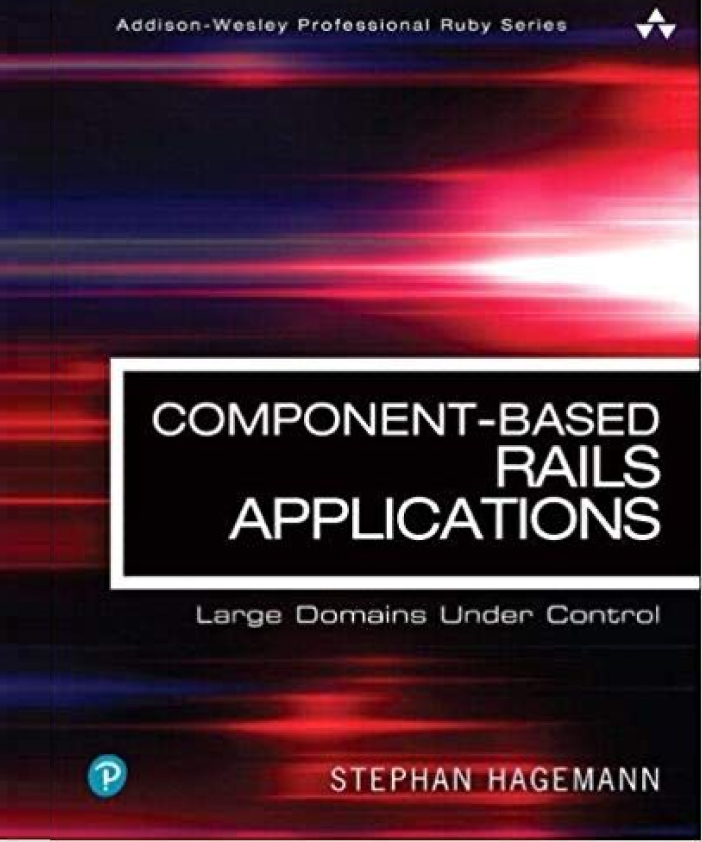 Addison-Wesley Professional Ruby Series
COMPONENT-BASED
RAILS
APPLICATIONS
Large Domains Under Control
P
STEPHAN HAGEMANN